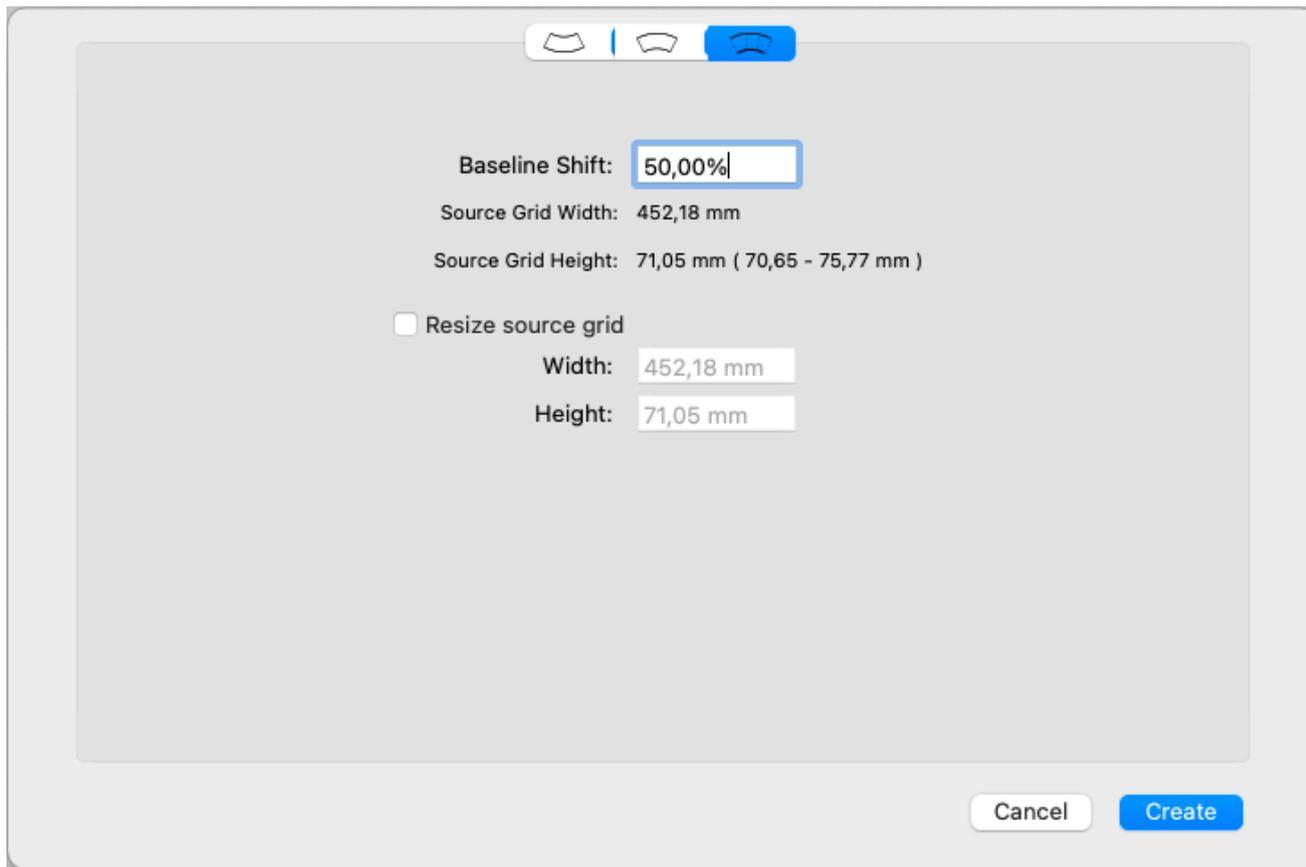 Baseline Shift: 50,00%
Source Grid Width: 452,18 mm
Source Grid Height: 71,05 mm ( 70,65 - 75,77 mm )
Resize source grid
Width: 452,18 mm
Height: 71,05 mm
Cancel Create